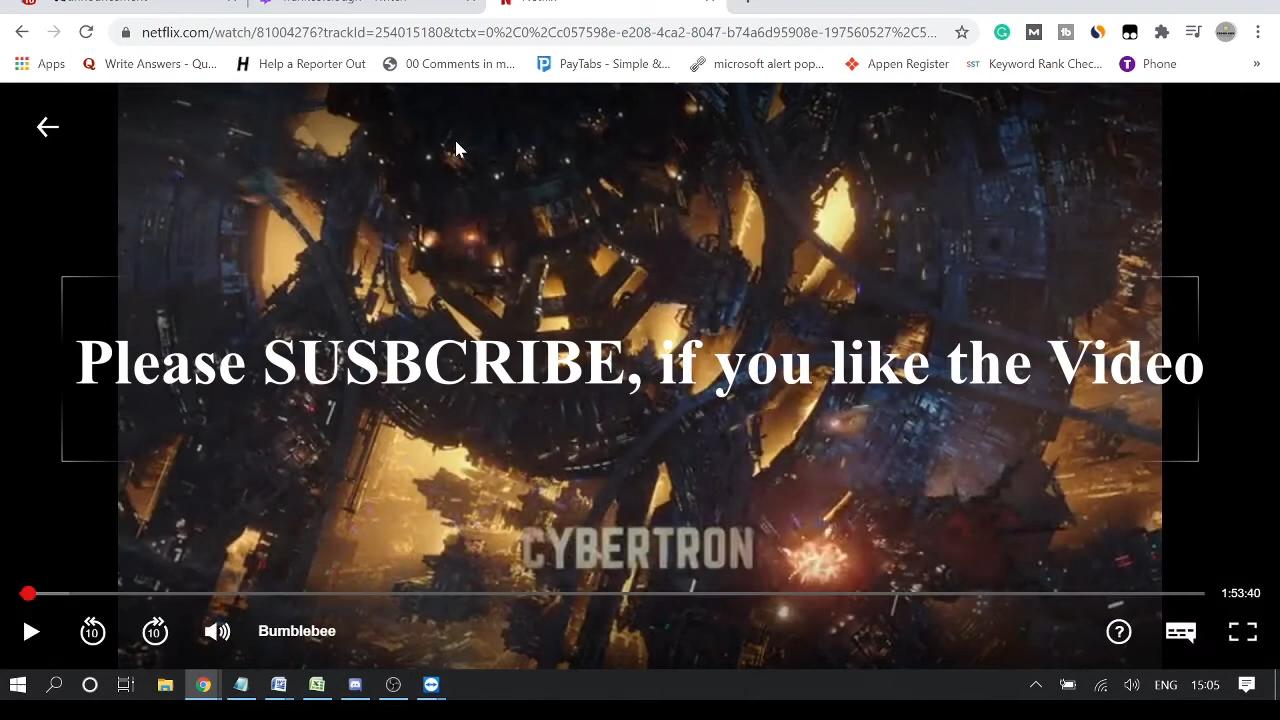 netflix.com/watch/81004276?trackId=254015180&tctx=0%2C0%2Cc057598e-e208-4ca2-8047-b74a6d95208e-197560527%2C5...
Apps Write Answers - Qu... Help a Reporter Out 00 Comments in m... PayTabs - Simple &... microsoft alert pop... Appen Register SST Keyword Rank Chec... Phone »
Please SUSBCRIBE, if you like the Video
CYBERTRON
1:53:40
10 10 Bumblebee ?
ENG 15:05